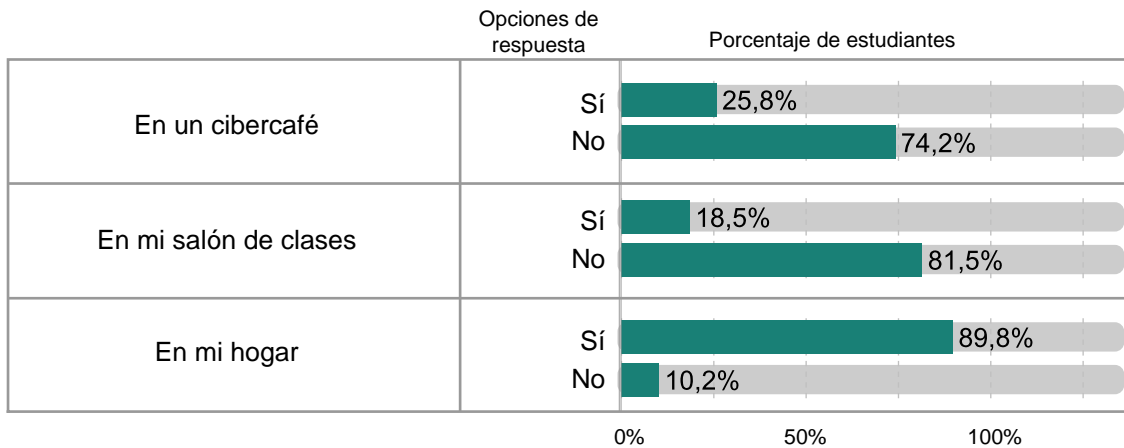 Opciones de
respuesta
Porcentaje de estudiantes
En un cibercafé
Sí
25,8%
No
74,2%
En mi salón de clases
Sí
18,5%
No
81,5%
En mi hogar
Sí
89,8%
No
10,2%
0%
50%
100%